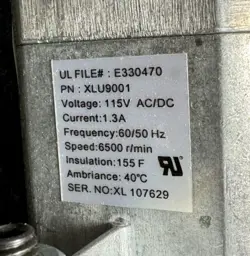 UL FILE# : E330470
PN : XLU9001
Voltage: 115V AC/DC
Current:1.3A
Frequency:60/50 Hz
Speed:6500 r/min
Insulation:155 F
Ambriance: 40°C
SER. NO:XL 107629